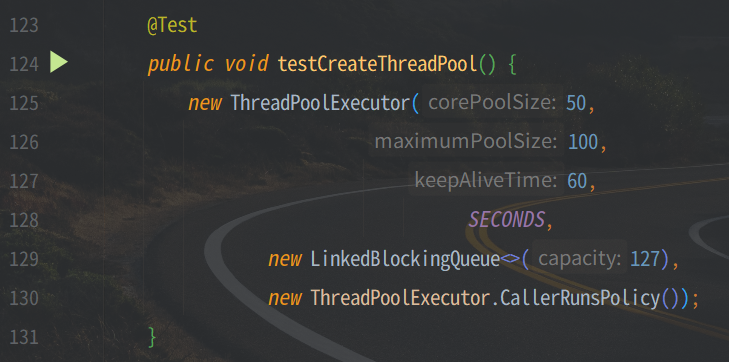 123 @Test
124 public void testCreateThreadPool() {
125 new ThreadPoolExecutor( corePoolSize: 50,
126 maximumPoolSize: 100,
127 keepAliveTime: 60,
128 SECONDS,
129 new LinkedBlockingQueue<>( capacity: 127),
130 new ThreadPoolExecutor.CallerRunsPolicy());
131 }